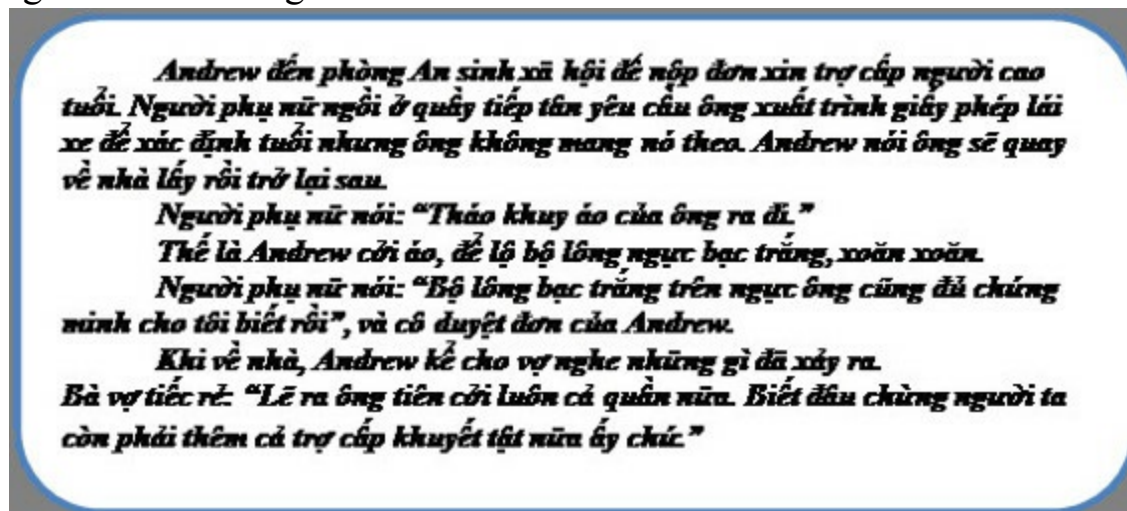 Andrew đến phòng An sinh xã hội để nộp đơn xin trợ cấp người cao
tuổi. Người phụ nữ ngồi ở quầy tiếp tân yêu cầu ông xuất trình giấy phép lái
xe để xác định tuổi nhưng ông không mang nó theo. Andrew nói ông sẽ quay
về nhà lấy rồi trở lại sau.
Người phụ nữ nói: “Tháo khuy áo của ông ra đi.”
Thế là Andrew cởi áo, để lộ bộ lông ngực bạc trắng, xoăn xoăn.
Người phụ nữ nói: “Bộ lông bạc trắng trên ngực ông cũng đủ chứng
minh cho tôi biết rồi”, và cô duyệt đơn của Andrew.
Khi về nhà, Andrew kể cho vợ nghe những gì đã xảy ra.
Bà vợ tiếc rẻ: “Lẽ ra ông tiện cởi luôn cả quần nữa. Biết đâu chừng người ta
còn phải thêm cả trợ cấp khuyết tật nữa ấy chứ.”